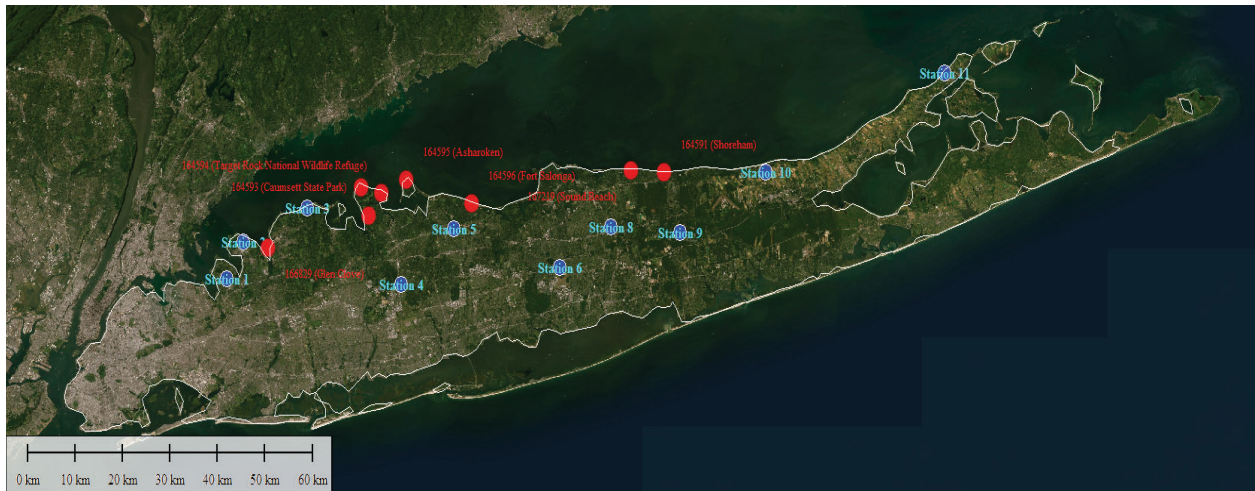 Station 11
164591 (Shoreham)
164595 (Asharoken)
164594 (Target Rock National Wildlife Refuge)
Station 10
164596 (Fort Salonga)
164593 (Caumsett State Park)
(Sound Beach)
Station 3
Station 5
Station 8
Station 9
Station 2
Station 6
(Glen Cove)
Station 1
Station 4
0 km
10 km
20 km
30 km
40 km
50 km
60 km